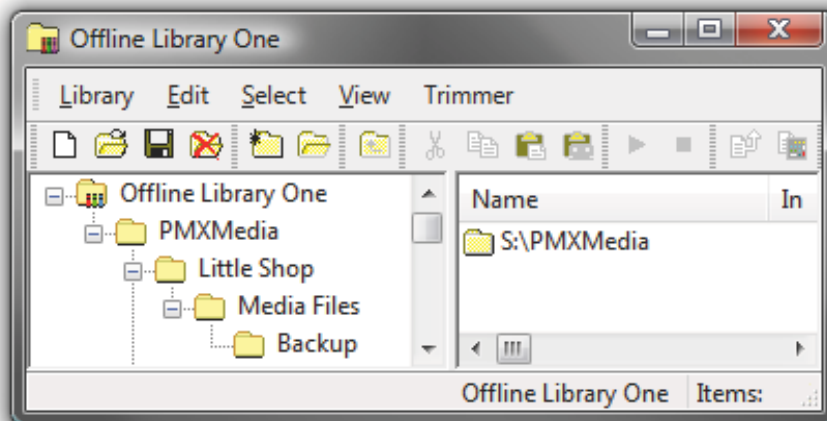 Offline Library One
Library Edit Select View Trimmer
Offline Library One
PMXMedia
Little Shop
Media Files
Backup
Name In
S:\PMXMedia
Offline Library One Items: